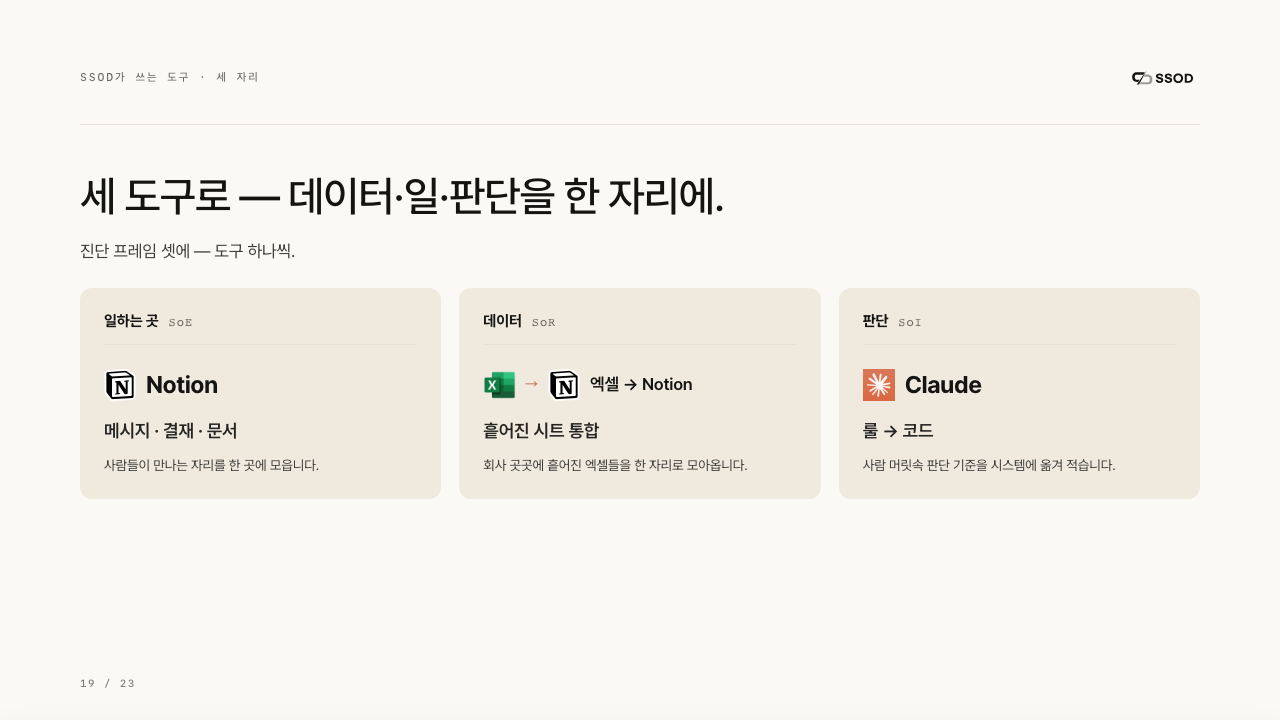 SSOD가 쓰는 도구 · 세 자리
SSOD
세 도구로 — 데이터·일·판단을 한 자리에.
진단 프레임 셋에 — 도구 하나씩.
일하는 곳 SoE
Notion
메시지 · 결재 · 문서
사람들이 만나는 자리를 한 곳에 모읍니다.
데이터 SoR
X → N 엑셀 → Notion
흩어진 시트 통합
회사 곳곳에 흩어진 엑셀들을 한 자리로 모아옵니다.
판단 SoI
Claude
룰 → 코드
사람 머릿속 판단 기준을 시스템에 옮겨 적습니다.
19 / 23